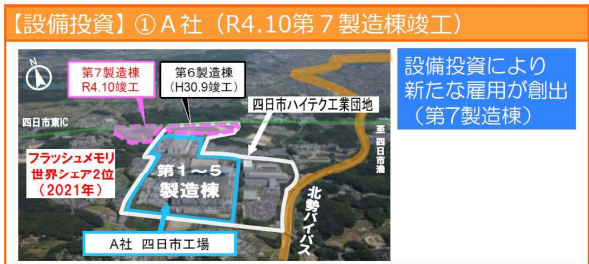 【設備投資】①A社（R4.10第７製造棟竣工）
設備投資により
新たな雇用が創出
（第7製造棟）
N
第7製造棟
R4.10竣工
第6製造棟
(H30.9竣工)
四日市ハイテク工業団地
四日市東IC
至 四日市港
フラッシュメモリ
世界シェア2位
（2021年）
第1～5
製造棟
北勢バイパス
A社 四日市工場